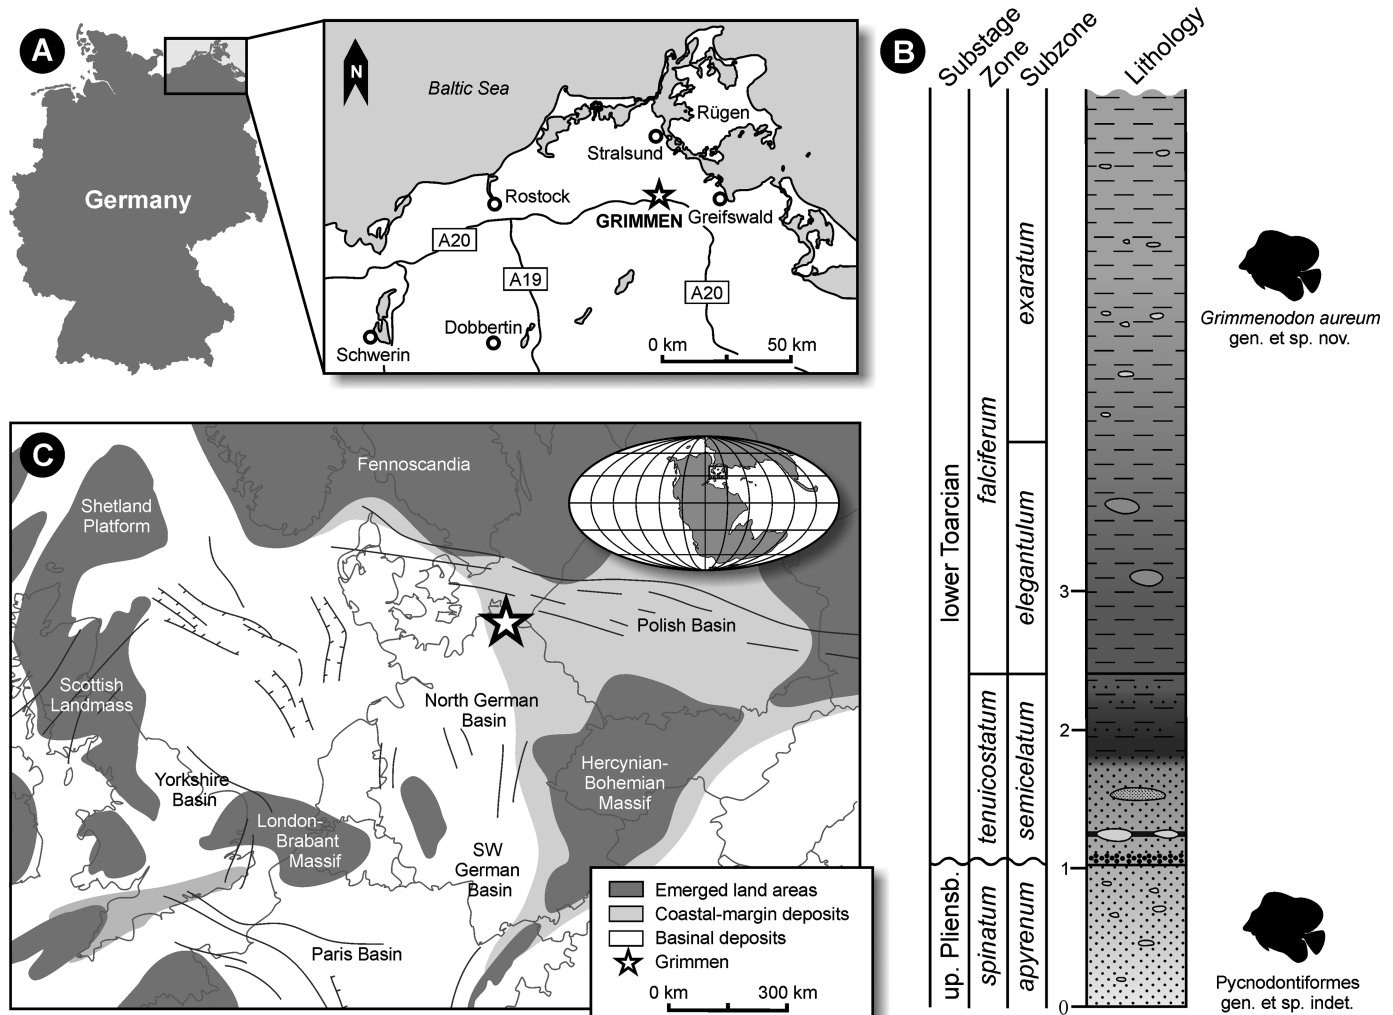 A
Germany
N
Baltic Sea
Rügen
Stralsund
Rostock
GRIMMEN
Greifswald
A20
A19
A20
Dobbertin
Schwerin
0 km
50 km
B
Substage
Zone
Subzone
Lithology
lower Toarcian
up. Pliensb.
falciferum
tenuicostatum
spinatum
exaratum
elegantulum
semicelatum
apyrenum
3
2
1
0
Grimmenodon aureum
gen. et sp. nov.
Pycnodontiformes
gen. et sp. indet.
C
Fennoscandia
Shetland
Platform
Polish Basin
Scottish
Landmass
North German
Basin
Hercynian-
Bohemian
Massif
Yorkshire
Basin
London-
Brabant
Massif
SW
German
Basin
Paris Basin
Emerged land areas
Coastal-margin deposits
Basinal deposits
Grimmen
0 km
300 km